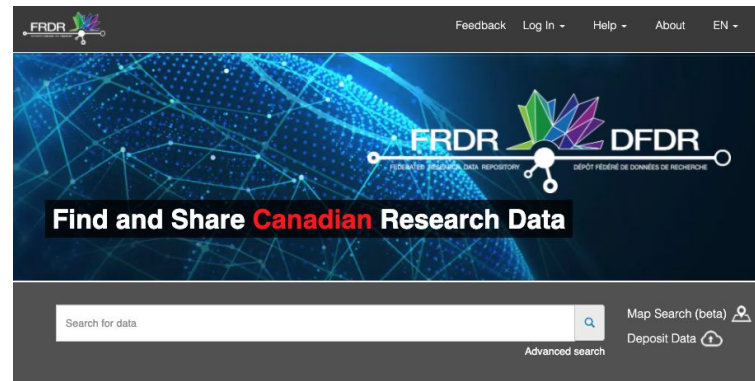 FRDR
Feedback Log In Help About EN
FRDR DFDR
FEDERATED RESEARCH DATA REPOSITORY DÉPÔT FÉDÉRÉ DE DONNÉES DE RECHERCHE
Find and Share Canadian Research Data
Search for data
Map Search (beta)
Deposit Data
Advanced search